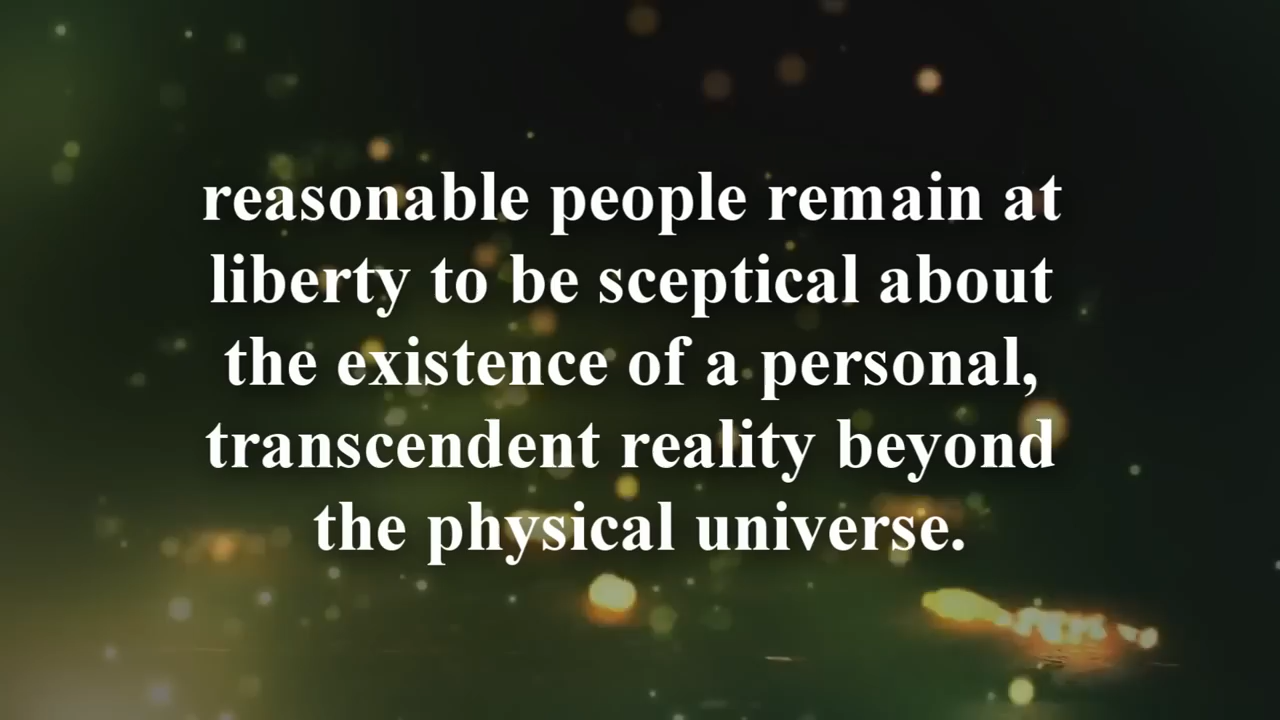 reasonable people remain at
liberty to be sceptical about
the existence of a personal,
transcendent reality beyond
the physical universe.